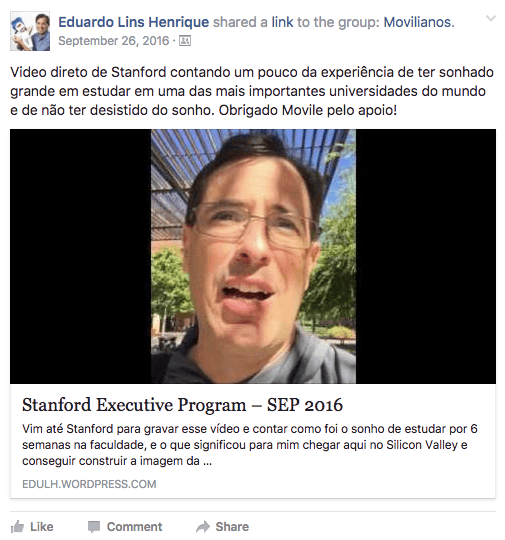 Eduardo Lins Henrique shared a link to the group: Movilianos.
September 26, 2016 ·
Video direto de Stanford contando um pouco da experiência de ter sonhado
grande em estudar em uma das mais importantes universidades do mundo
e de não ter desistido do sonho. Obrigado Movile pelo apoio!
Stanford Executive Program – SEP 2016
Vim até Stanford para gravar esse vídeo e contar como foi o sonho de estudar por 6
semanas na faculdade, e o que significou para mim chegar aqui no Silicon Valley e
conseguir construir a imagem da ...
EDULH.WORDPRESS.COM
Like Comment Share